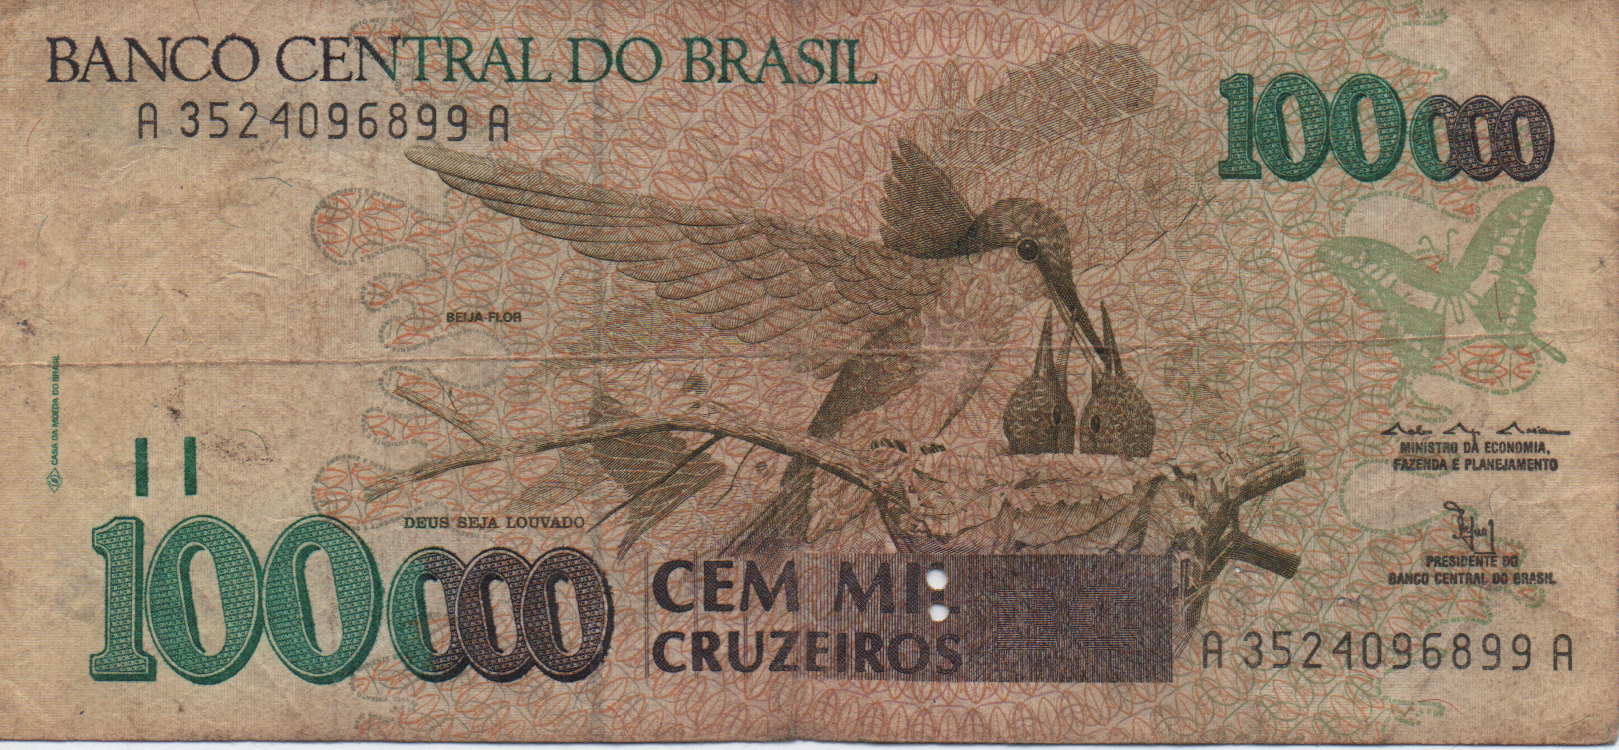 BANCO CENTRAL DO BRASIL
A 3524096899 A
100000
BEIJA-FLOR
CASA DA MOEDA DO BRASIL
MINISTRO DA ECONOMIA,
FAZENDA E PLANEJAMENTO
DEUS SEJA LOUVADO
PRESIDENTE DO
BANCO CENTRAL DO BRASIL
100000
CEM MIL
CRUZEIROS
A 3524096899 A